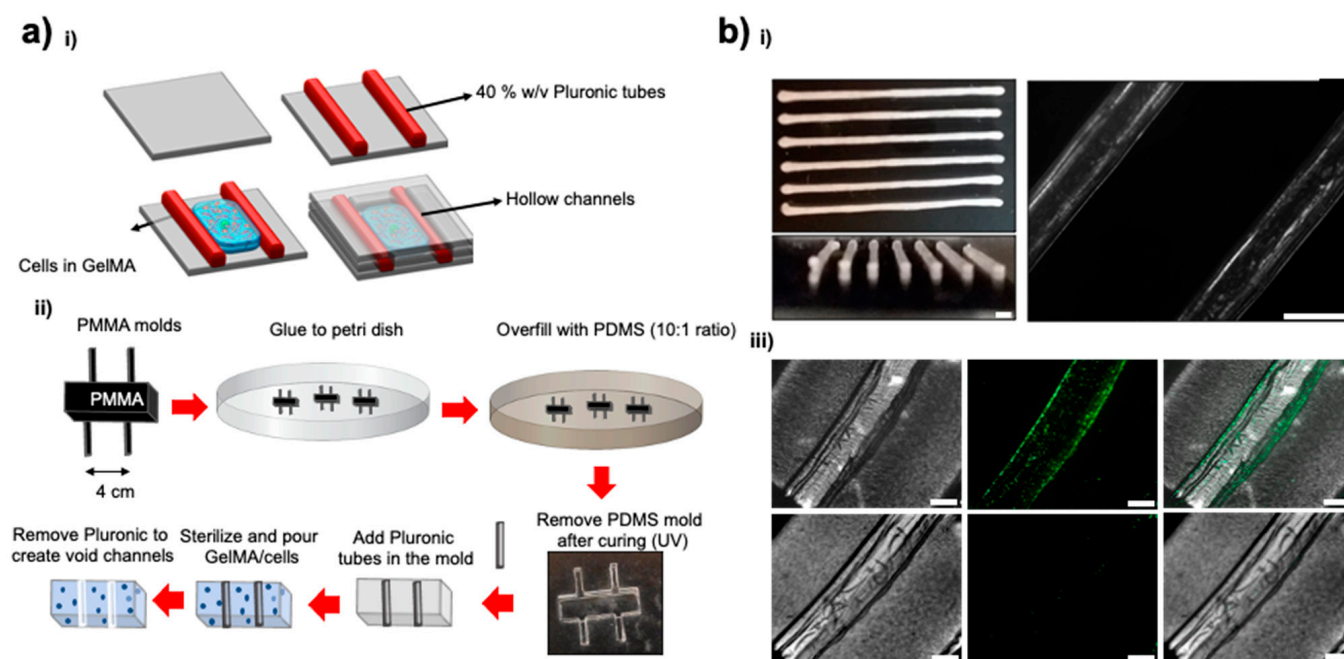 a) i)
40 % w/v Pluronic tubes
Hollow channels
Cells in GelMA
ii)
PMMA molds
PMMA
4 cm
Glue to petri dish
Overfill with PDMS (10:1 ratio)
Remove PDMS mold
after curing (UV)
Add Pluronic
tubes in the mold
Sterilize and pour
GelMA/cells
Remove Pluronic to
create void channels
b) i)
iii)